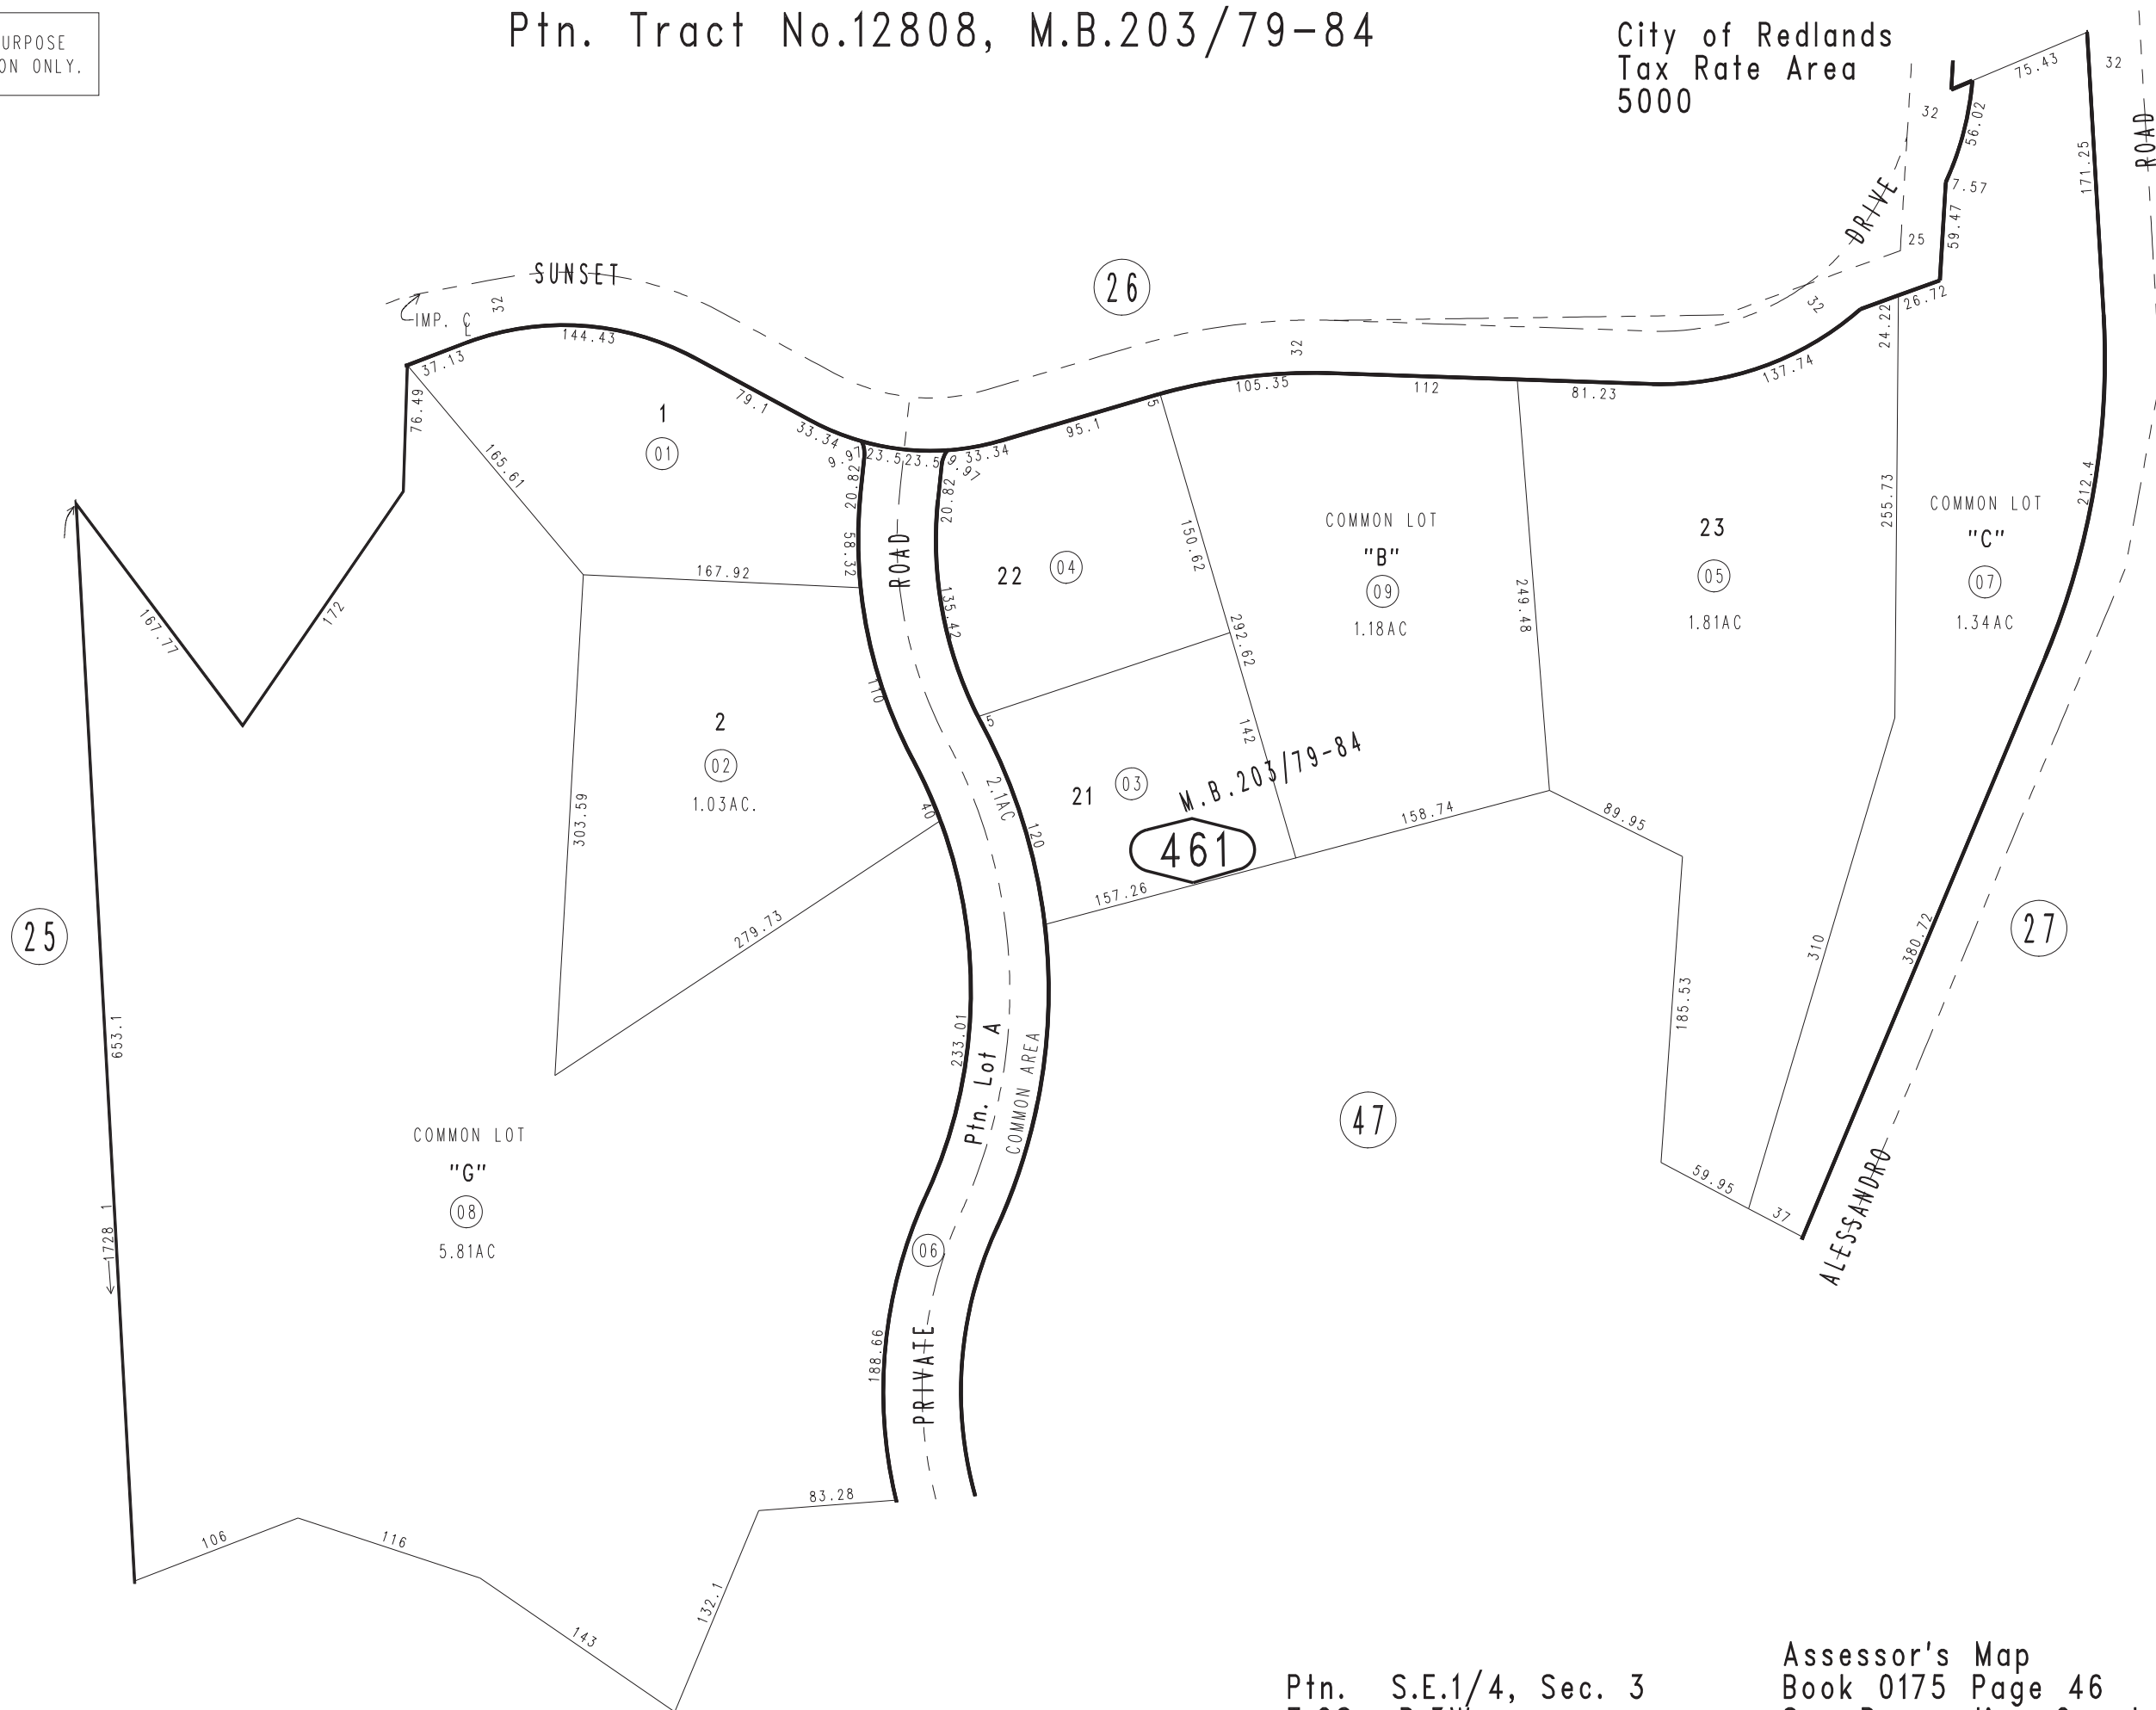 URPOSE
ON ONLY.
Ptn. Tract No.12808, M.B.203/79-84
City of Redlands
Tax Rate Area
5000
75.43
32
32
56.02
ROAD
171.25
7.57
DRIVE
59.47
25
SUNSET
26
32
IMP. CL
26.72
32
24.22
144.43
37.13
32
137.74
105.35
112
81.23
76.49
79.1
5
1
01
33.34
95.1
165.61
9.97
23.5
23.5
9.97
33.34
20.82
20.82
212.4
255.73
COMMON LOT
"C"
07
1.34AC
COMMON LOT
"B"
09
1.18AC
23
05
1.81AC
150.62
58.32
ROAD
22
04
167.92
135.42
249.48
167.77
172
292.62
110
2
02
1.03AC.
5
142
M.B.203/79-84
2.1AC
21
03
40
120
303.59
461
158.74
89.95
157.26
25
279.73
27
310
380.72
653.1
233.01
185.53
Ptn. Lot A
COMMON AREA
47
COMMON LOT
"G"
08
5.81AC
59.95
37
ALESSANDRO
1728 1
06
188.66
PRIVATE
83.28
106
116
132.1
143
Assessor's Map
Ptn. S.E.1/4, Sec. 3
Book 0175 Page 46